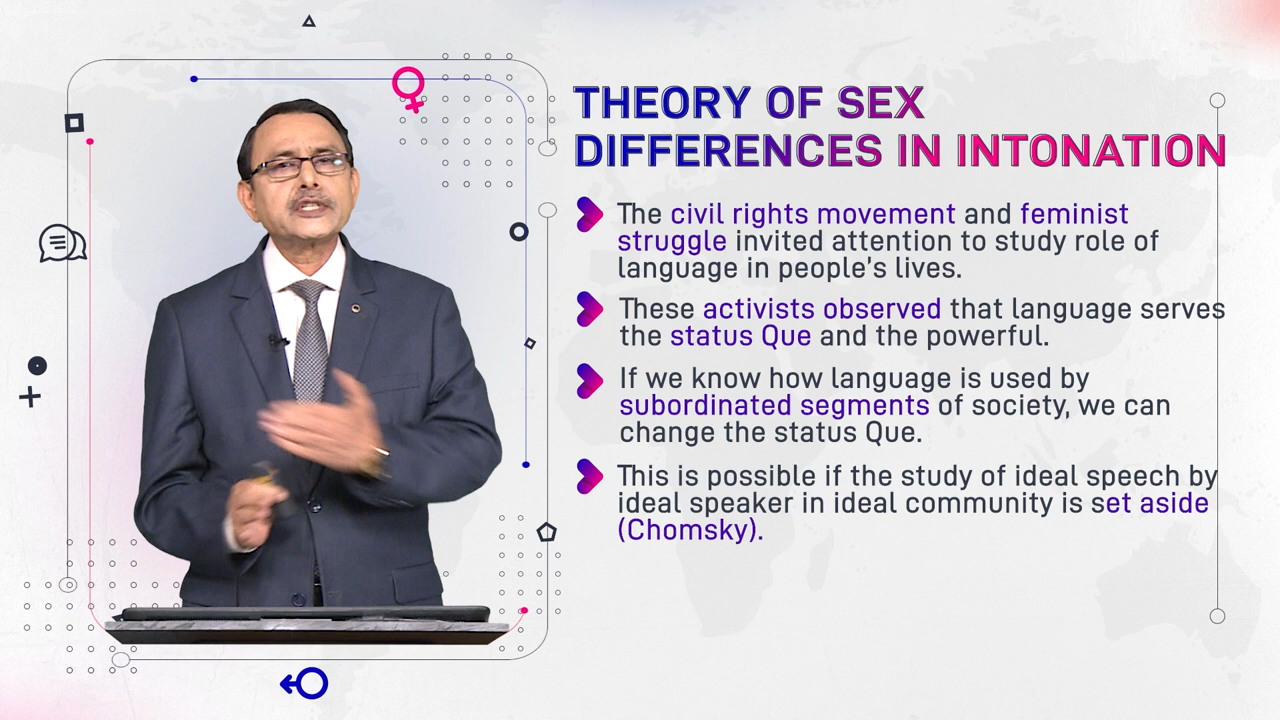 THEORY OF SEX
DIFFERENCES IN INTONATION
The civil rights movement and feminist
struggle invited attention to study role of
language in people's lives.
These activists observed that language serves
the status Que and the powerful.
If we know how language is used by
subordinated segments of society, we can
change the status Que.
This is possible if the study of ideal speech by
ideal speaker in ideal community is set aside
(Chomsky).